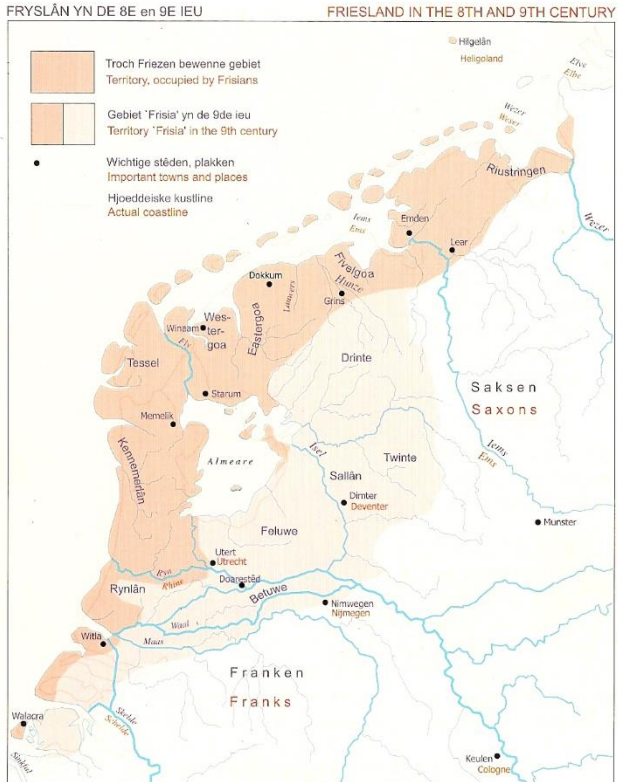 FRYSLÂN YN DE 8E en 9E IEU
FRIESLAND IN THE 8TH AND 9TH CENTURY
Troch Friezen bewenne gebiet
Territory, occupied by Frisians
Gebiet `Frisia' yn de 9de ieu
Territory `Frisia' in the 9th century
Wichtige stêden, plakken
Important towns and places
Hjoeddeiske kustline
Actual coastline
Hilgelân
Heligoland
Elve
Elbe
Wezer
Weser
Riustringen
Wezer
Iems
Ems
Emden
Lear
Fivelgoa
Hunze
Grins
Dokkum
Lauwers
Eastergoa
Winaam
Wes-
ter-
goa
Fly
Tessel
Starum
Drinte
Saksen
Saxons
Memelik
Kennemerlân
Almeare
Isel
Sallân
Twinte
Iems
Ems
Dimter
Deventer
Munster
Feluwe
Utert
Utrecht
Ryn
Rhine
Doarestêd
Rynlân
Betuwe
Waal
Nimwegen
Nijmegen
Maas
Witla
Franken
Franks
Skelde
Schelde
Walacra
Sinkfal
Keulen
Cologne